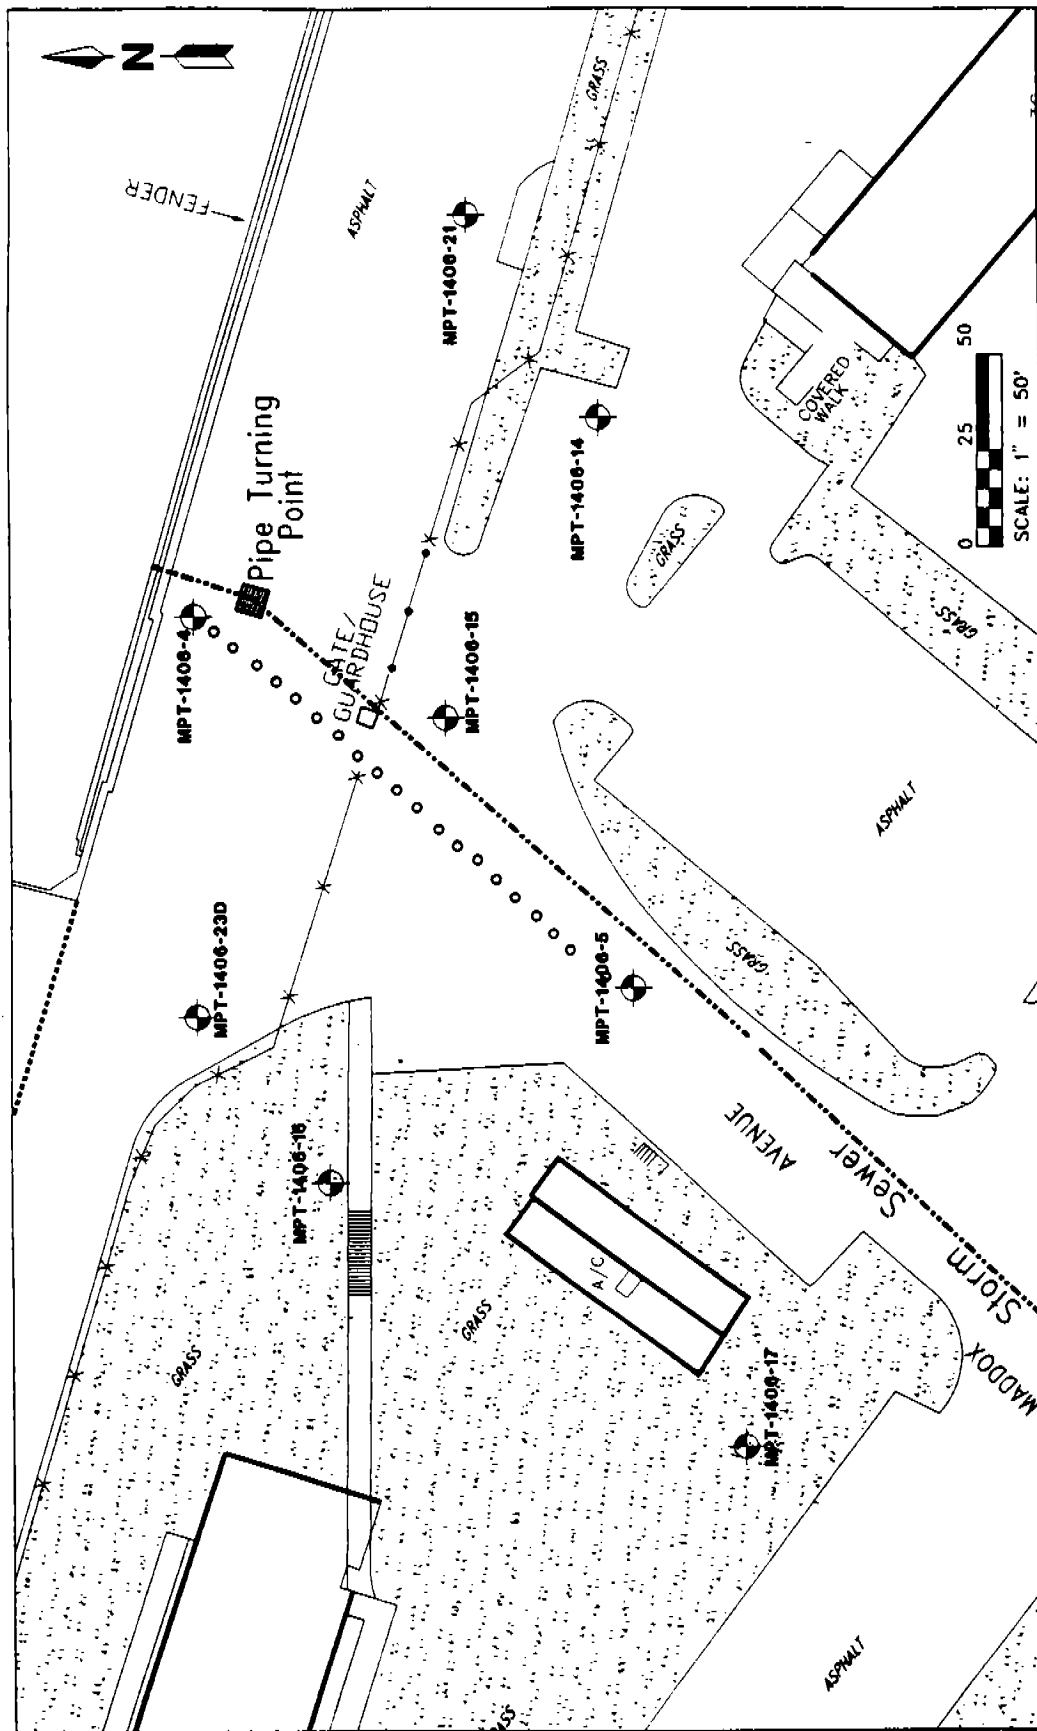 N
FENDER
ASPHALT
GRASS
MPT-1406-21
Pipe Turning
Point
MPT-1406-4
GATE/
GUARDHOUSE
MPT-1406-14
COVERED
WALK
0 25 50
SCALE: 1" = 50'
GRASS
GRASS
MPT-1406-15
MPT-1406-23D
MPT-1406-5
GRASS
ASPHALT
MPT-1406-16
AVENUE
Storm Sewer
A/C
GRASS
GRASS
MPT-1406-17
MADDOX
ASPHALT